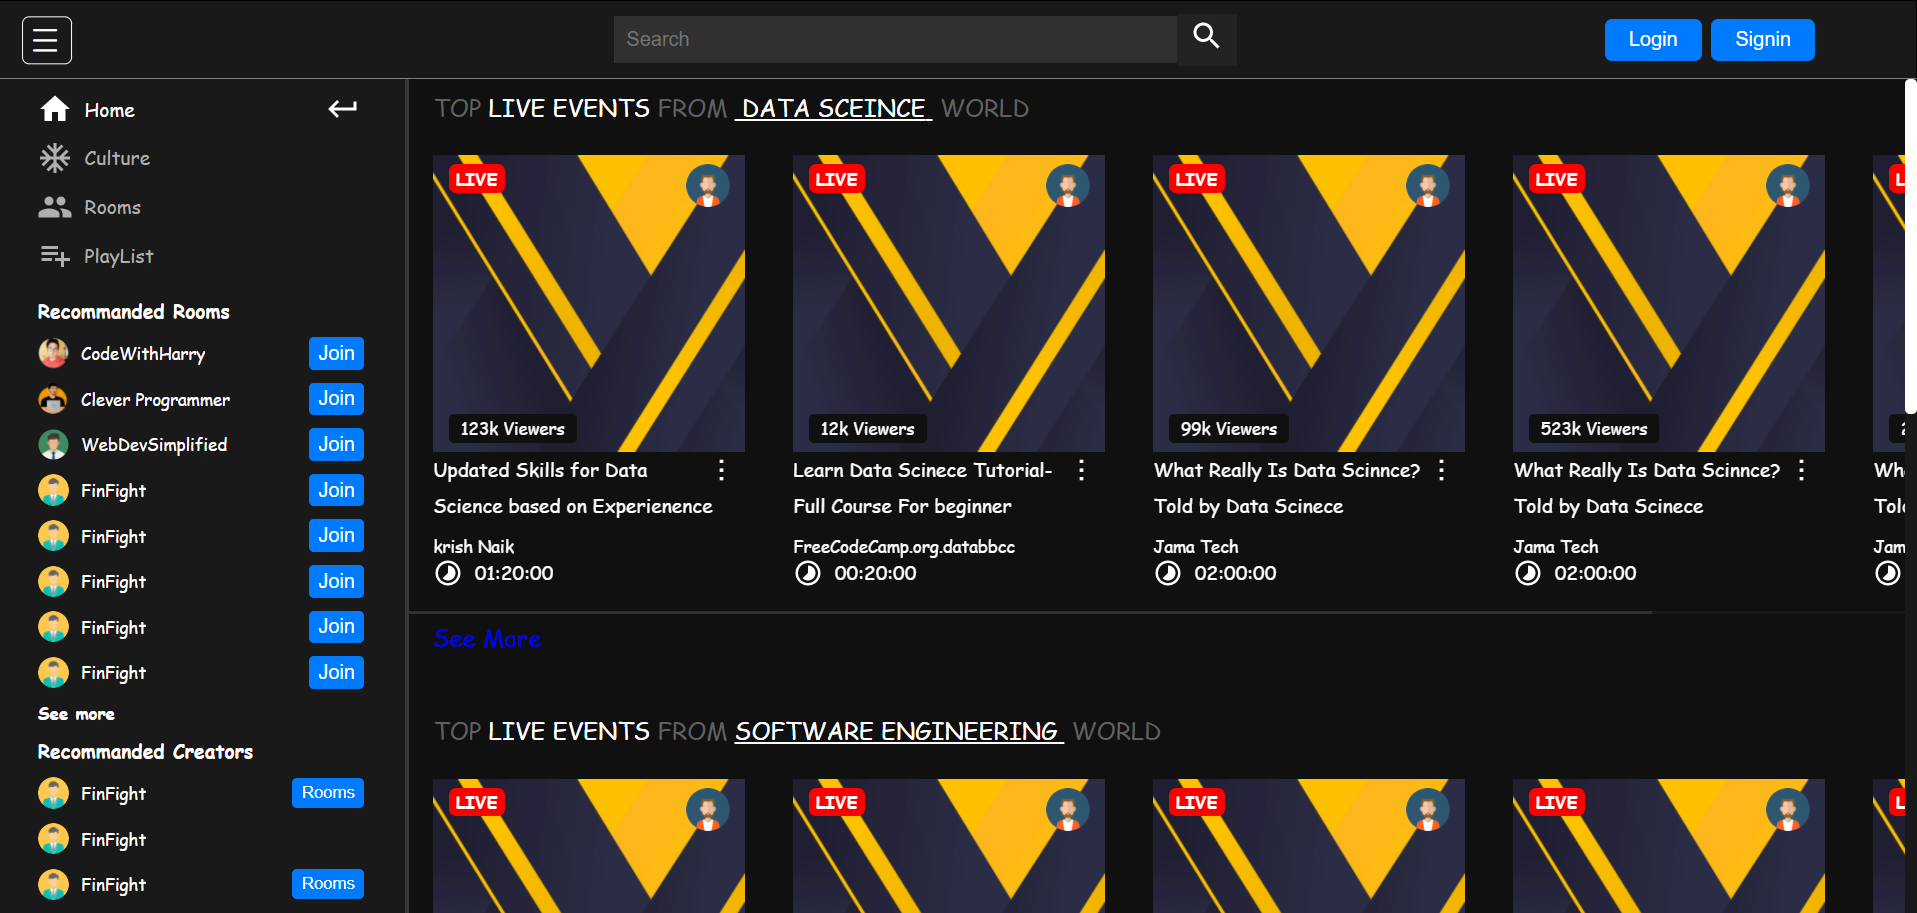 Search
Login
Signin
Home
Culture
Rooms
PlayList
Recommanded Rooms
CodeWithHarry Join
Clever Programmer Join
WebDevSimplified Join
FinFight Join
FinFight Join
FinFight Join
FinFight Join
FinFight Join
See more
Recommanded Creators
FinFight Rooms
FinFight
FinFight Rooms
TOP LIVE EVENTS FROM DATA SCEINCE WORLD
LIVE
123k Viewers
Updated Skills for Data
Science based on Experienence
krish Naik
01:20:00
LIVE
12k Viewers
Learn Data Scinece Tutorial-
Full Course For beginner
FreeCodeCamp.org.databbcc
00:20:00
LIVE
99k Viewers
What Really Is Data Scinnce?
Told by Data Scinece
Jama Tech
02:00:00
LIVE
523k Viewers
What Really Is Data Scinnce?
Told by Data Scinece
Jama Tech
02:00:00
See More
TOP LIVE EVENTS FROM SOFTWARE ENGINEERING WORLD
LIVE
LIVE
LIVE
LIVE